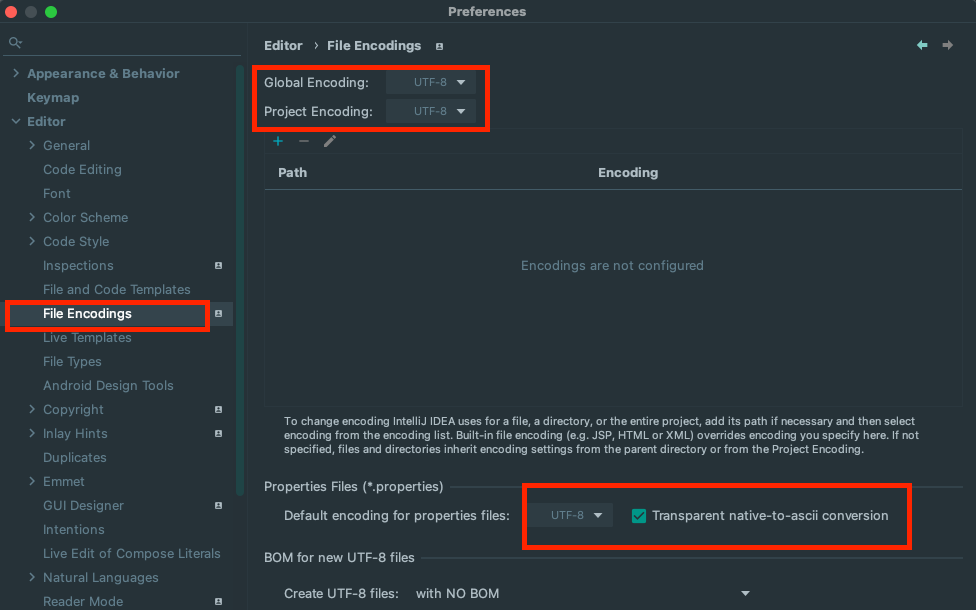 Preferences
Appearance & Behavior
Keymap
Editor
General
Code Editing
Font
Color Scheme
Code Style
Inspections
File and Code Templates
File Encodings
Live Templates
File Types
Android Design Tools
Copyright
Inlay Hints
Duplicates
Emmet
GUI Designer
Intentions
Live Edit of Compose Literals
Natural Languages
Reader Mode
Editor › File Encodings
Global Encoding: UTF-8
Project Encoding: UTF-8
Path Encoding
Encodings are not configured
To change encoding IntelliJ IDEA uses for a file, a directory, or the entire project, add its path if necessary and then select
encoding from the encoding list. Built-in file encoding (e.g. JSP, HTML or XML) overrides encoding you specify here. If not
specified, files and directories inherit encoding settings from the parent directory or from the Project Encoding.
Properties Files (*.properties)
Default encoding for properties files: UTF-8 Transparent native-to-ascii conversion
BOM for new UTF-8 files
Create UTF-8 files: with NO BOM